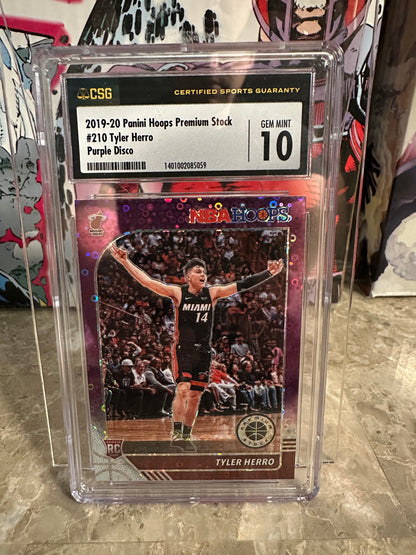 CSG
CERTIFIED SPORTS GUARANTY
2019-20 Panini Hoops Premium Stock
#210 Tyler Herro
Purple Disco
GEM MINT
10
1401002085059
NBA HOOPS
MIAMI
14
RC
TYLER HERRO